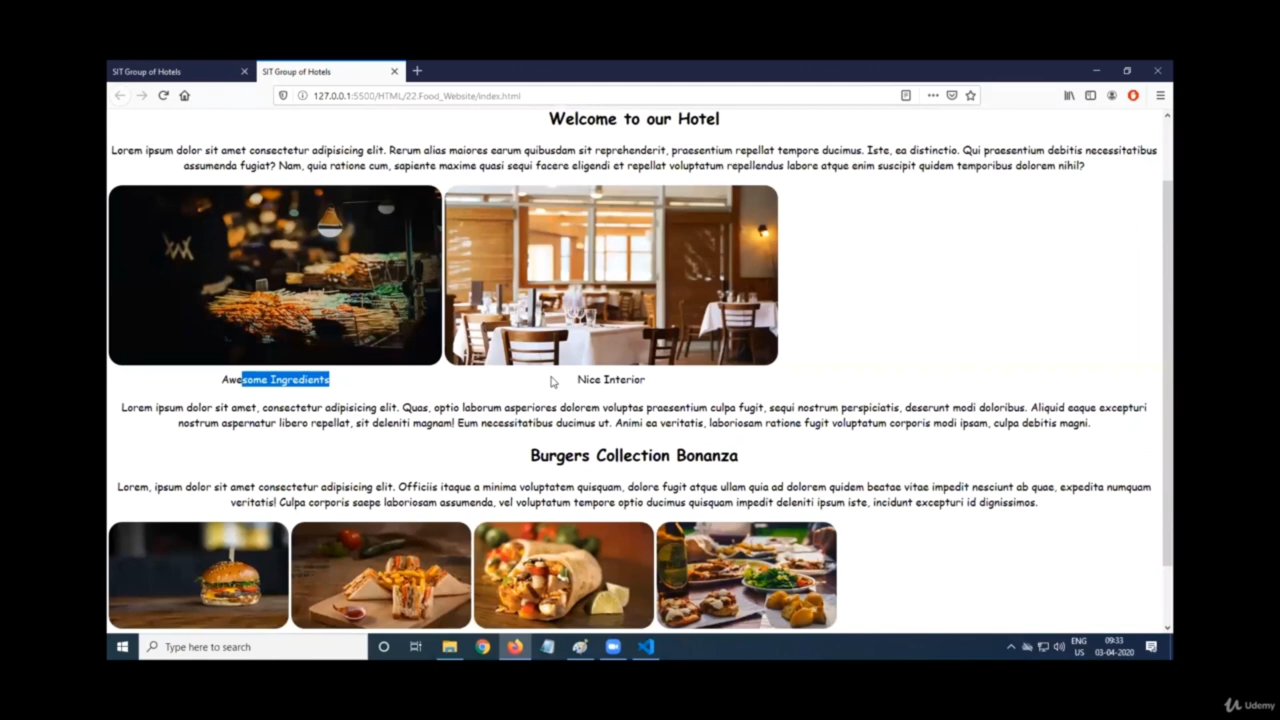 SIT Group of Hotels
SIT Group of Hotels
127.0.0.1:5500/HTML/22.Food_Website/index.html
Welcome to our Hotel
Lorem ipsum dolor sit amet consectetur adipisicing elit. Rerum alias maiores earum quibusdam sit reprehenderit, praesentium repellat tempore ducimus. Iste, ea distinctio. Qui praesentium debitis necessitatibus
assumenda fugiat? Nam, quia ratione cum, sapiente maxime quasi sequi facere eligendi et repellat voluptatum repellendus labore atque enim suscipit quidem temporibus dolorem nihil?
Awesome Ingredients
Nice Interior
Lorem ipsum dolor sit amet, consectetur adipisicing elit. Quas, optio laborum asperiores dolorem voluptas praesentium culpa fugit, sequi nostrum perspiciatis, deserunt modi doloribus. Aliquid eaque excepturi
nostrum aspernatur libero repellat, sit deleniti magnam! Eum necessitatibus ducimus ut. Animi ea veritatis, laboriosam ratione fugit voluptatum corporis modi ipsam, culpa debitis magni.
Burgers Collection Bonanza
Lorem, ipsum dolor sit amet consectetur adipisicing elit. Officiis itaque a minima voluptatem quisquam, dolore fugit atque ullam quia ad dolorem quidem beatae vitae impedit nesciunt ab quae, expedita numquam
veritatis! Culpa corporis saepe laboriosam assumenda, vel voluptatum tempore optio ducimus quisquam impedit deleniti ipsum iste, incidunt excepturi id dignissimos.
Type here to search
ENG
US
09:33
03-04-2020
Udemy